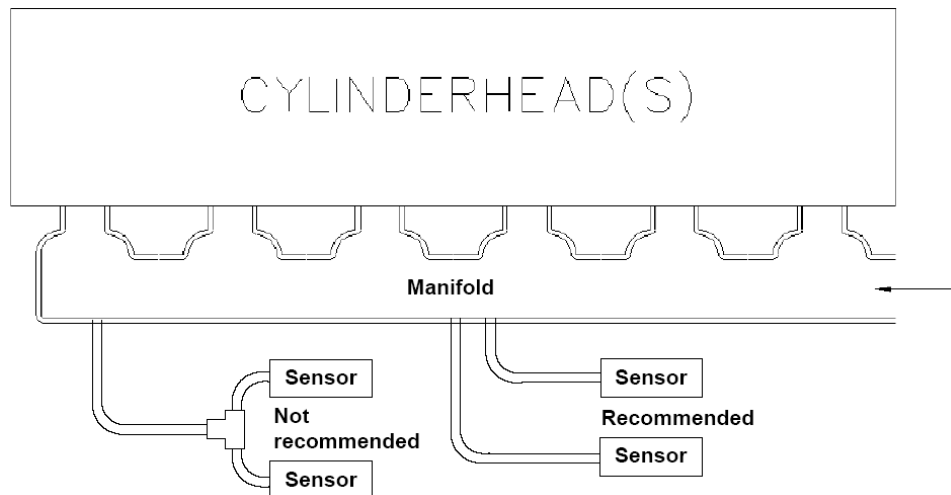 CYLINDERHEAD(S)
Manifold
Sensor
Not
recommended
Sensor
Sensor
Recommended
Sensor